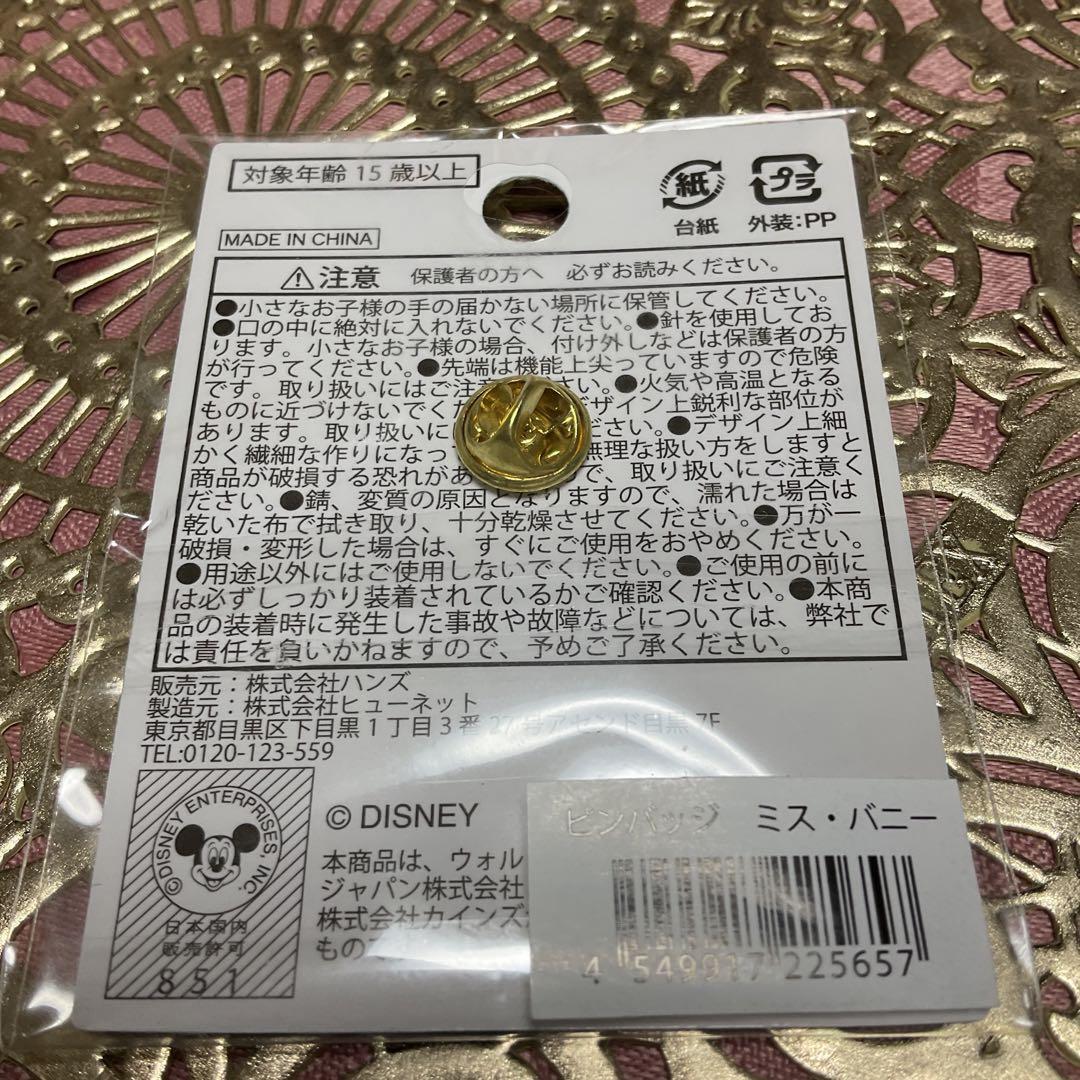 対象年齢 15 歳以上
紙
台紙
プラ
外装:PP
MADE IN CHINA
注意 保護者の方へ 必ずお読みください。
●小さなお子様の手の届かない場所に保管してください。
●口の中に絶対に入れないでください。●針を使用してお
ります。小さなお子様の場合、付け外しなどは保護者の方
が行ってください。●先端は機能上尖っていますので危険
です。取り扱いにはご注意 さい。●火気や高温となる
ものに近づけないでくだ デザイン上鋭利な部位が
あります。取り扱いに ください。●デザイン上細
かく繊細な作りになっ 無理な扱い方をしますと
商品が破損する恐れがあ で、取り扱いにご注意く
ださい。●錆、変質の原因となりますので、濡れた場合は
乾いた布で拭き取り、十分乾燥させてください。●万が一
破損・変形した場合は、すぐにご使用をおやめください。
●用途以外にはご使用しないでください。●ご使用の前に
は必ずしっかり装着されているかご確認ください。●本商
品の装着時に発生した事故や故障などについては、弊社で
は責任を負いかねますので、予めご了承ください。
販売元:株式会社ハンズ
製造元:株式会社ヒューネット
東京都目黒区下目黒1丁目3番27号アセンド目黒7F
TEL:0120-123-559
©DISNEY ENTERPRISES, INC.
日本国内
販売許可
851
© DISNEY
本商品は、ウォル
ジャパン株式会社
株式会社カインズ
もので
ピンバッジ ミス・バニー
4 549917 225657